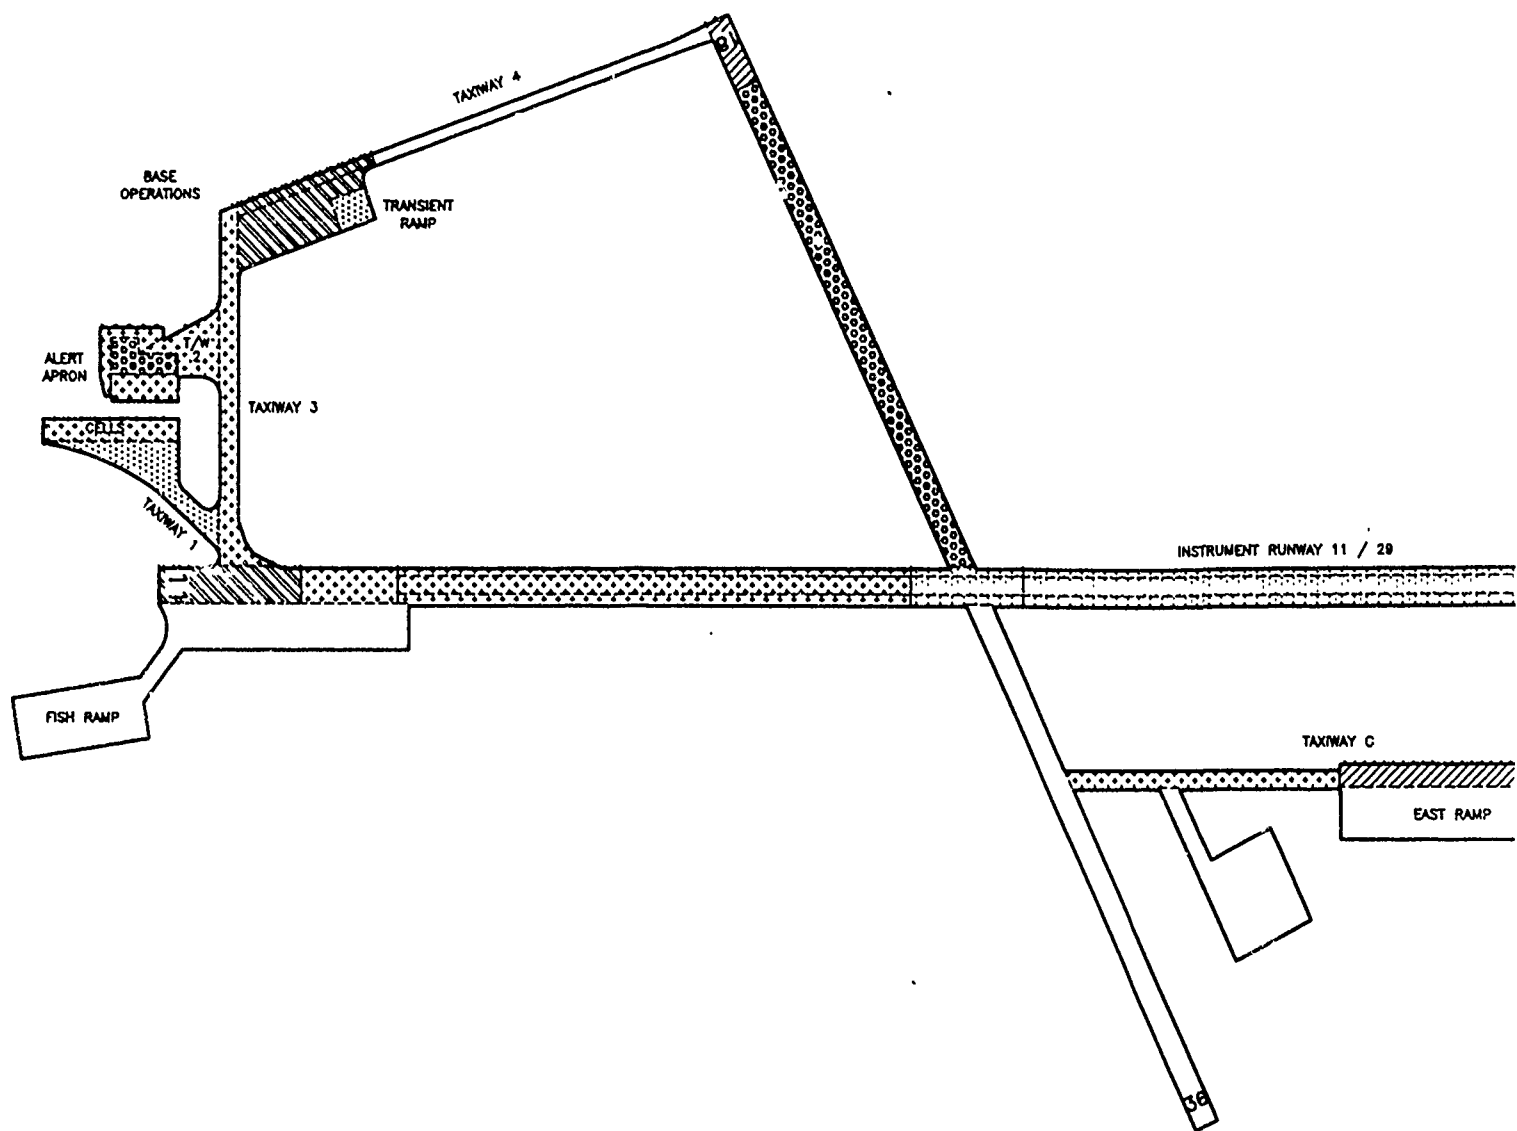 TAXIWAY 4
BASE
OPERATIONS
TRANSIENT
RAMP
T/W
2
ALERT
APRON
TAXIWAY 3
CELLS
TAXIWAY 1
INSTRUMENT RUNWAY 11 / 29
FISH RAMP
TAXIWAY C
EAST RAMP
36